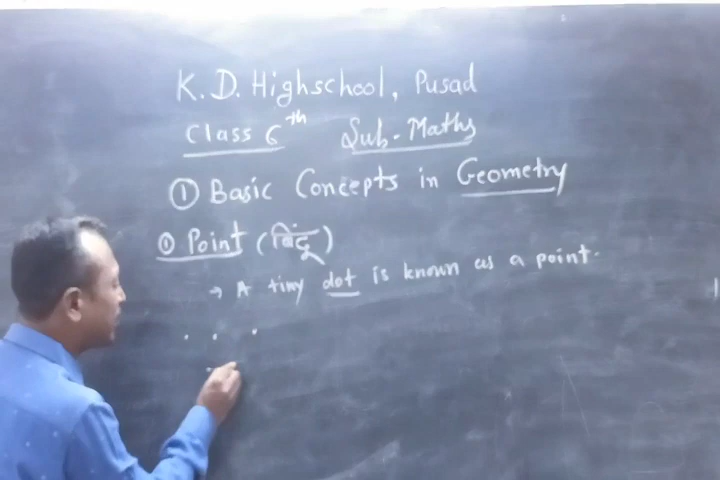 K. D. Highschool, Pusad
Class 6th Sub. Maths
① Basic Concepts in Geometry
① Point (बिंदू)
→ A tiny dot is known as a point.
. . .